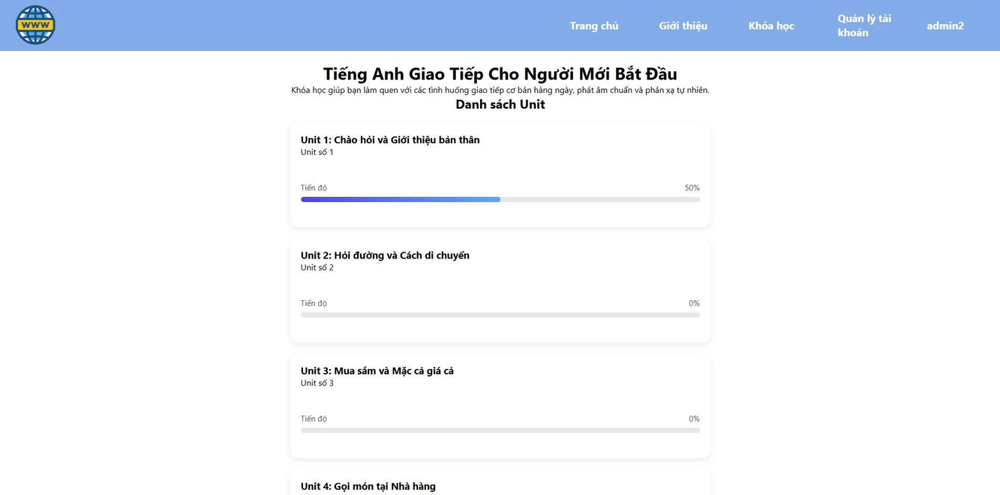 WWW
Trang chủ
Giới thiệu
Khóa học
Quản lý tài
khoản
admin2
Tiếng Anh Giao Tiếp Cho Người Mới Bắt Đầu
Khóa học giúp bạn làm quen với các tình huống giao tiếp cơ bản hàng ngày, phát âm chuẩn và phản xạ tự nhiên.
Danh sách Unit
Unit 1: Chào hỏi và Giới thiệu bản thân
Unit số 1
Tiến độ 50%
Unit 2: Hỏi đường và Cách di chuyển
Unit số 2
Tiến độ 0%
Unit 3: Mua sắm và Mặc cả giá cả
Unit số 3
Tiến độ 0%
Unit 4: Gọi món tại Nhà hàng